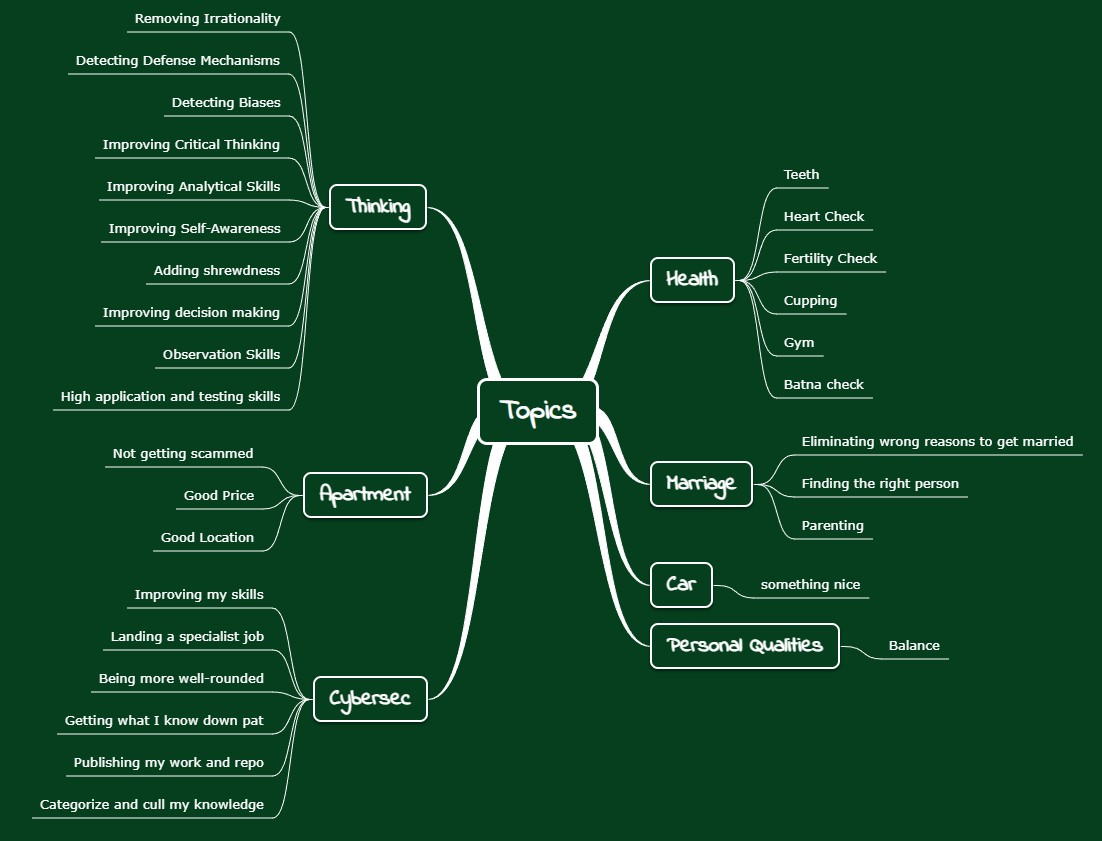 Topics
Thinking
Removing Irrationality
Detecting Defense Mechanisms
Detecting Biases
Improving Critical Thinking
Improving Analytical Skills
Improving Self-Awareness
Adding shrewdness
Improving decision making
Observation Skills
High application and testing skills
Apartment
Not getting scammed
Good Price
Good Location
Cybersec
Improving my skills
Landing a specialist job
Being more well-rounded
Getting what I know down pat
Publishing my work and repo
Categorize and cull my knowledge
Health
Teeth
Heart Check
Fertility Check
Cupping
Gym
Batna check
Marriage
Eliminating wrong reasons to get married
Finding the right person
Parenting
Car
something nice
Personal Qualities
Balance